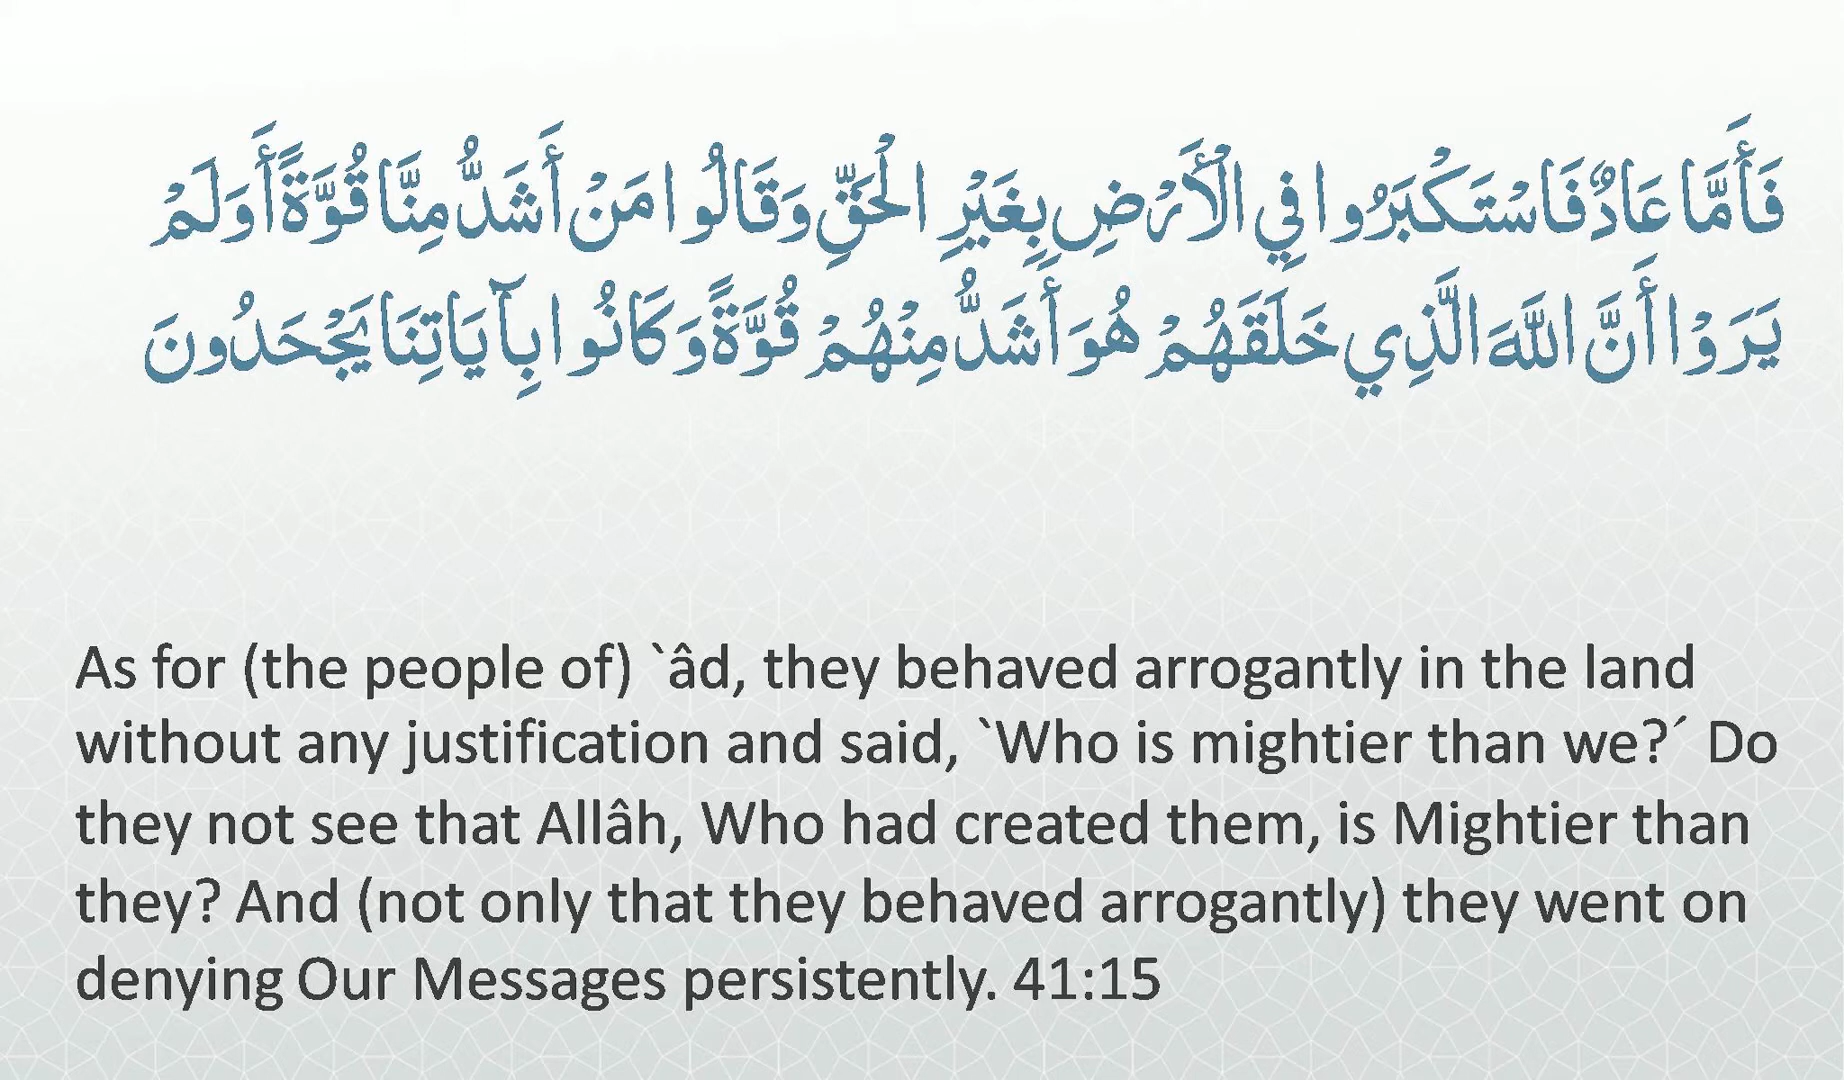 فَأَمَّا عَادٌ فَاسْتَكْبَرُوا فِي الْأَرْضِ بِغَيْرِ الْحَقِّ وَقَالُوا مَنْ أَشَدُّ مِنَّا قُوَّةً أَوَلَمْ
يَرَوْا أَنَّ اللَّهَ الَّذِي خَلَقَهُمْ هُوَ أَشَدُّ مِنْهُمْ قُوَّةً وَكَانُوا بِآيَاتِنَا يَجْحَدُونَ
As for (the people of) `âd, they behaved arrogantly in the land
without any justification and said, `Who is mightier than we?´ Do
they not see that Allâh, Who had created them, is Mightier than
they? And (not only that they behaved arrogantly) they went on
denying Our Messages persistently. 41:15